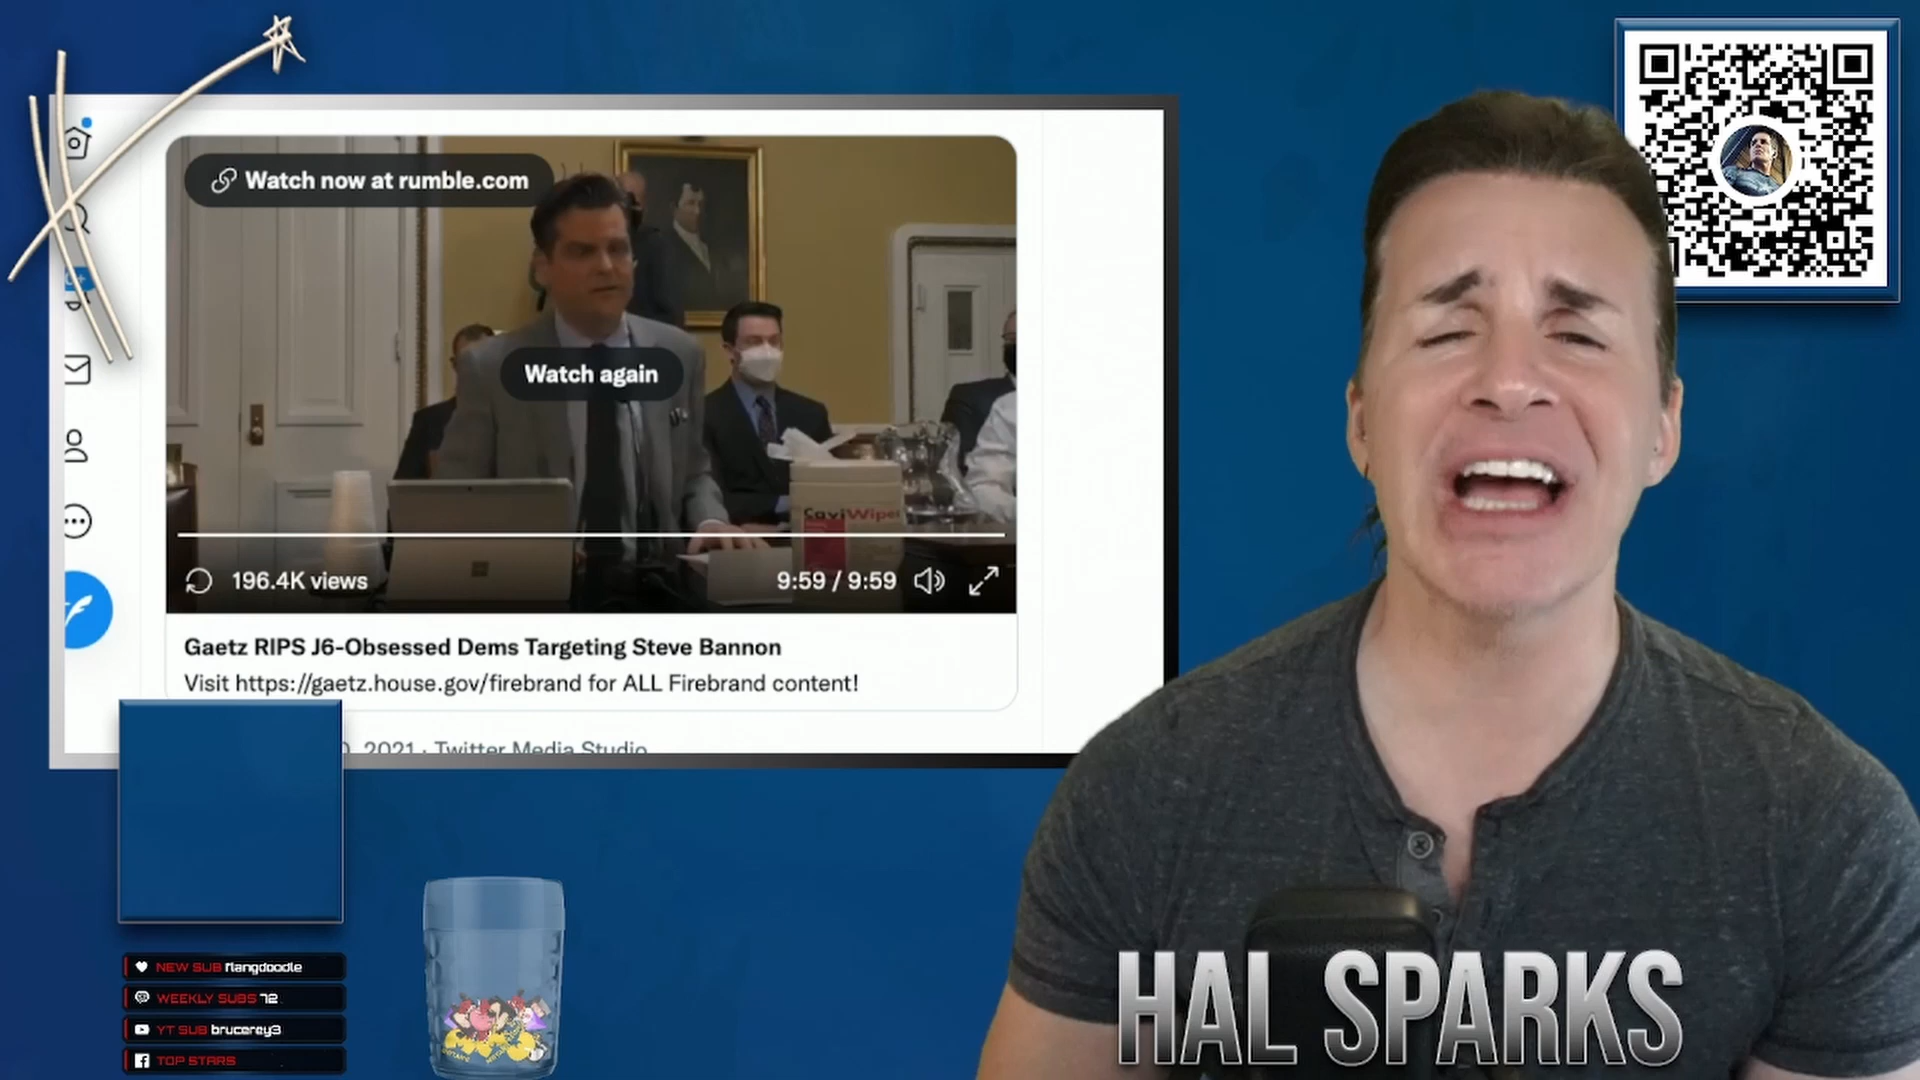 Watch now at rumble.com
Watch again
CaviWipes
196.4K views
9:59 / 9:59
Gaetz RIPS J6-Obsessed Dems Targeting Steve Bannon
Visit https://gaetz.house.gov/firebrand for ALL Firebrand content!
2021 · Twitter Media Studio
NEW SUB flangdoodle
WEEKLY SUBS 72
YT SUB brucerey3
TOP STARS
HAL SPARKS